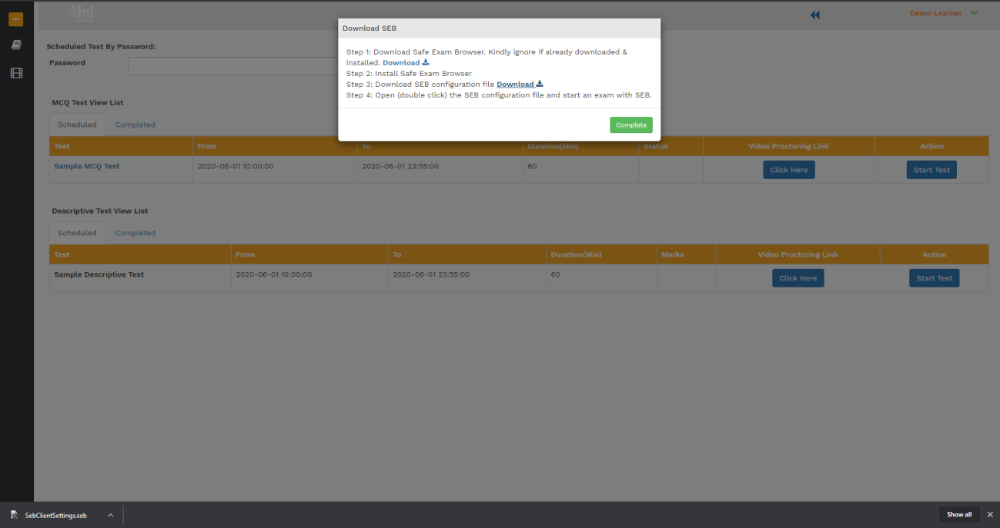 Uni
Demo Learner
Download SEB
Scheduled Test By Password:
Password
Step 1: Download Safe Exam Browser. Kindly ignore if already downloaded &
installed. Download
Step 2: Install Safe Exam Browser
Step 3: Download SEB configuration file Download
Step 4: Open (double click) the SEB configuration file and start an exam with SEB.
Complete
MCQ Test View List
Scheduled Completed
Test From To Duration(Min) Status Video Proctoring Link Action
Sample MCQ Test 2020-06-01 10:00:00 2020-06-01 23:55:00 60 Click Here Start Test
Descriptive Test View List
Scheduled Completed
Test From To Duration(Min) Marks Video Proctoring Link Action
Sample Descriptive Test 2020-06-01 10:00:00 2020-06-01 23:55:00 60 Click Here Start Test
SebClientSettings.seb Show all